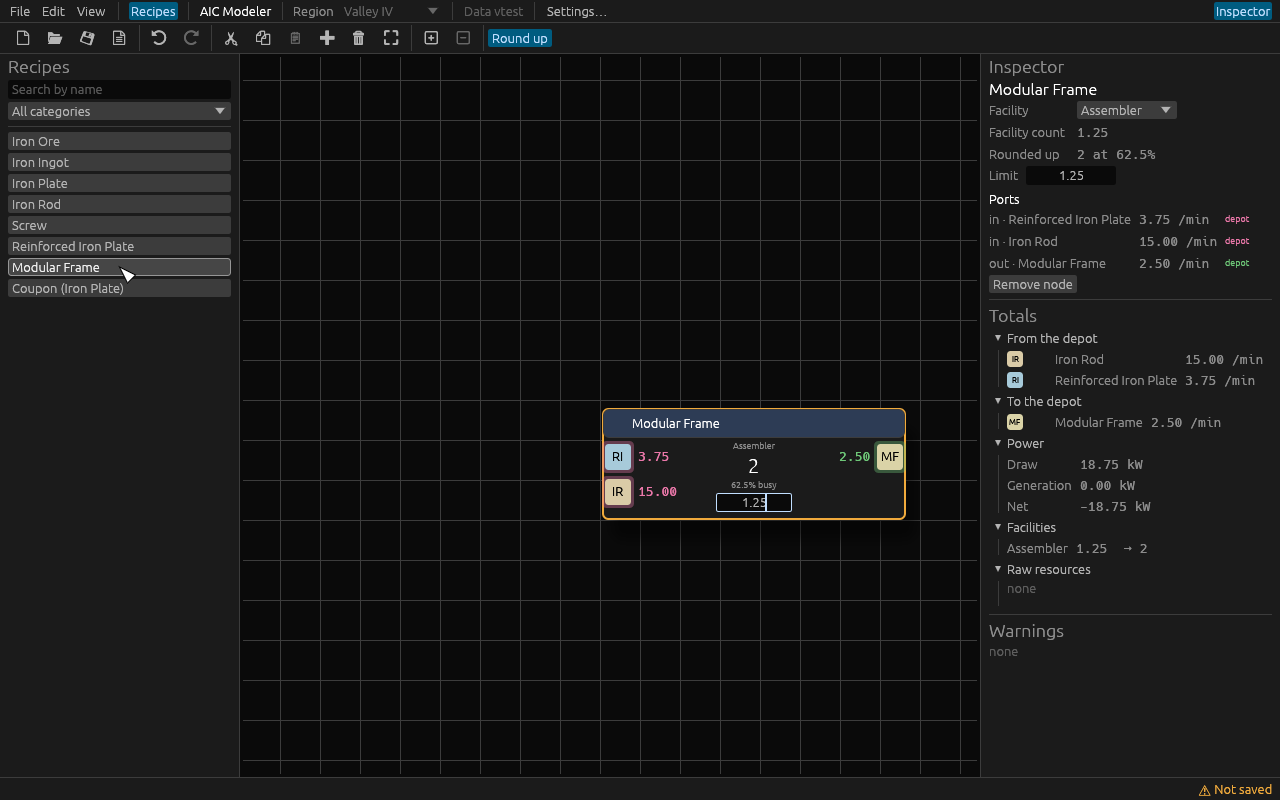 File Edit View Recipes AIC Modeler Region Valley IV Data vtest Settings… Inspector
Round up
Recipes
Search by name
All categories
Iron Ore
Iron Ingot
Iron Plate
Iron Rod
Screw
Reinforced Iron Plate
Modular Frame
Coupon (Iron Plate)
Modular Frame
Assembler
RI 3.75
2
2.50 MF
IR 15.00
62.5% busy
1.25
Inspector
Modular Frame
Facility Assembler
Facility count 1.25
Rounded up 2 at 62.5%
Limit 1.25
Ports
in · Reinforced Iron Plate 3.75 /min depot
in · Iron Rod 15.00 /min depot
out · Modular Frame 2.50 /min depot
Remove node
Totals
From the depot
IR Iron Rod 15.00 /min
RI Reinforced Iron Plate 3.75 /min
To the depot
MF Modular Frame 2.50 /min
Power
Draw 18.75 kW
Generation 0.00 kW
Net −18.75 kW
Facilities
Assembler 1.25 → 2
Raw resources
none
Warnings
none
⚠ Not saved